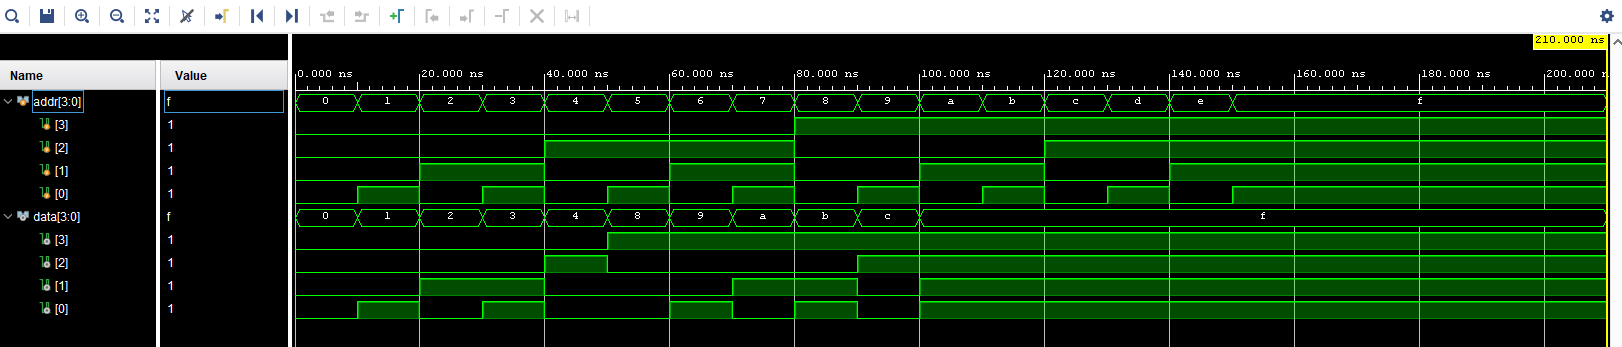 210.000 ns
Name Value
0.000 ns 20.000 ns 40.000 ns 60.000 ns 80.000 ns 100.000 ns 120.000 ns 140.000 ns 160.000 ns 180.000 ns 200.000
addr[3:0] f 0 1 2 3 4 5 6 7 8 9 a b c d e f
[3] 1
[2] 1
[1] 1
[0] 1
data[3:0] f 0 1 2 3 4 8 9 a b c f
[3] 1
[2] 1
[1] 1
[0] 1